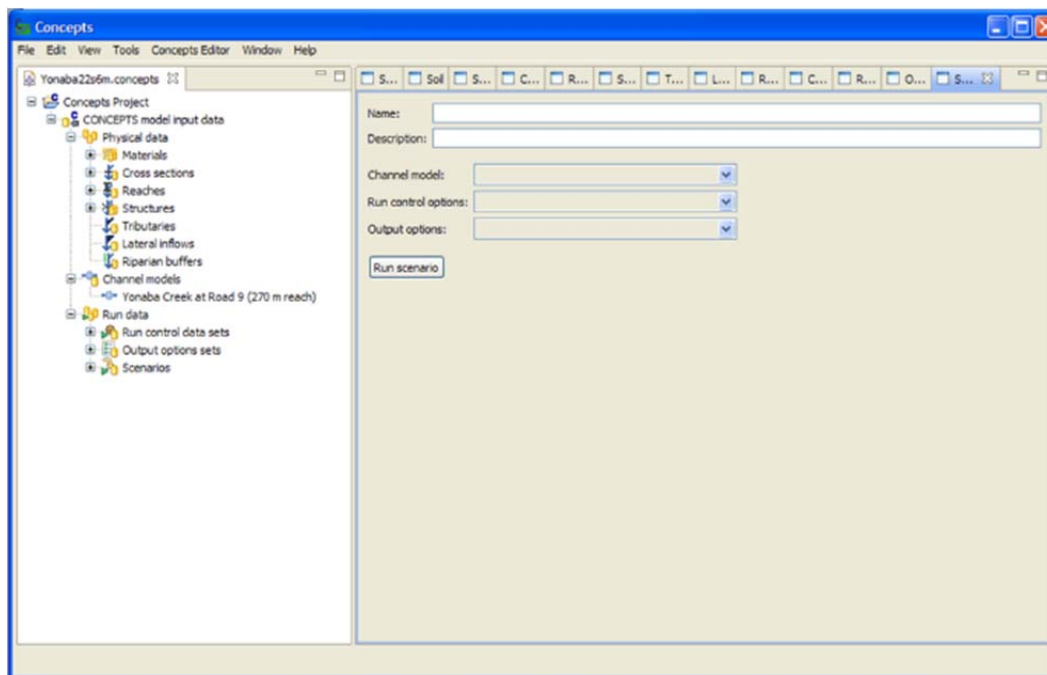 Concepts
File Edit View Tools Concepts Editor Window Help
Yonaba22s6m.concepts
S... Soil S... C... R... S... T... L... R... C... R... O... S...
Concepts Project
CONCEPTS model input data
Physical data
Materials
Cross sections
Reaches
Structures
Tributaries
Lateral inflows
Riparian buffers
Channel models
Yonaba Creek at Road 9 (270 m reach)
Run data
Run control data sets
Output options sets
Scenarios
Name:
Description:
Channel model:
Run control options:
Output options:
Run scenario